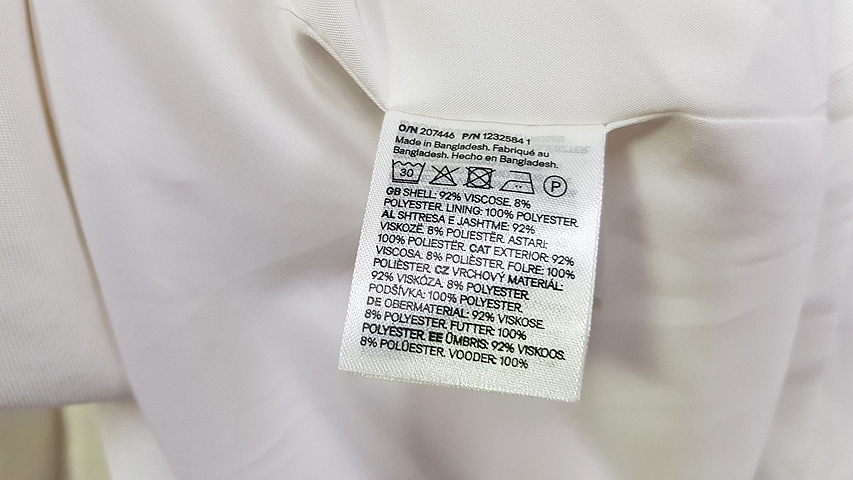 O/N 207446 P/N 1232584 1
Made in Bangladesh. Fabriqué au
Bangladesh. Hecho en Bangladesh.
30
P
GB SHELL: 92% VISCOSE. 8%
POLYESTER. LINING: 100% POLYESTER.
AL SHTRESA E JASHTME: 92%
VISKOZË. 8% POLIESTËR. ASTARI:
100% POLIESTËR. CAT EXTERIOR: 92%
VISCOSA. 8% POLIÈSTER. FOLRE: 100%
POLIÈSTER. CZ VRCHOVÝ MATERIÁL:
92% VISKÓZA. 8% POLYESTER.
PODŠÍVKA: 100% POLYESTER.
DE OBERMATERIAL: 92% VISKOSE.
8% POLYESTER. FUTTER: 100%
POLYESTER. EE ÜMBRIS: 92% VISKOOS.
8% POLÜESTER. VOODER: 100%